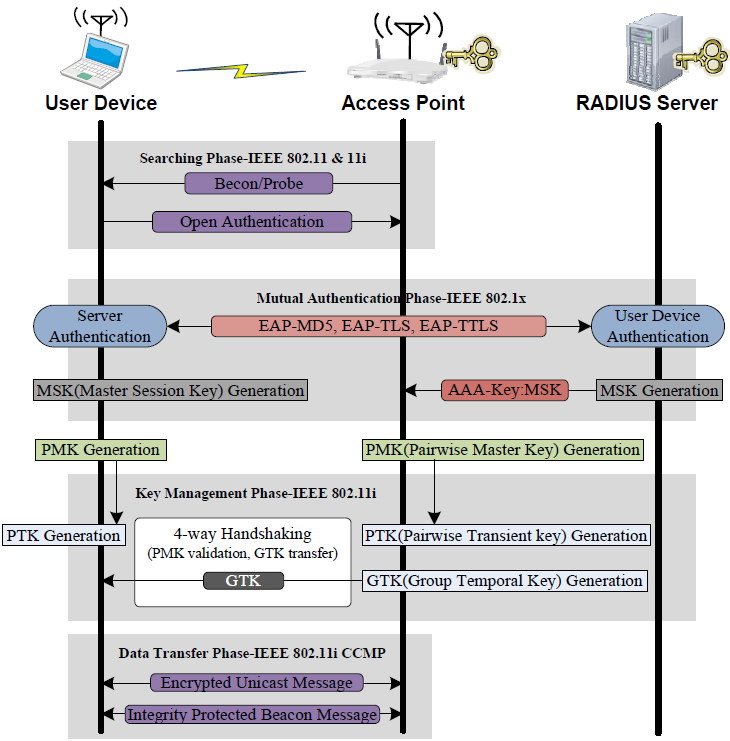 User Device
Access Point
RADIUS Server
Searching Phase-IEEE 802.11 & 11i
Becon/Probe
Open Authentication
Mutual Authentication Phase-IEEE 802.1x
Server
Authentication
EAP-MD5, EAP-TLS, EAP-TTLS
User Device
Authentication
MSK(Master Session Key) Generation
AAA-Key:MSK
MSK Generation
PMK Generation
PMK(Pairwise Master Key) Generation
Key Management Phase-IEEE 802.11i
PTK Generation
4-way Handshaking
(PMK validation, GTK transfer)
PTK(Pairwise Transient key) Generation
GTK
GTK(Group Temporal Key) Generation
Data Transfer Phase-IEEE 802.11i CCMP
Encrypted Unicast Message
Integrity Protected Beacon Message